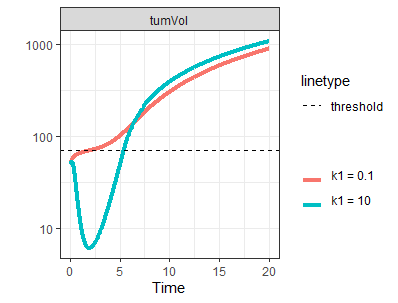 tumVol
1000
100
10
0
5
10
15
20
Time
linetype
threshold
k1 = 0.1
k1 = 10